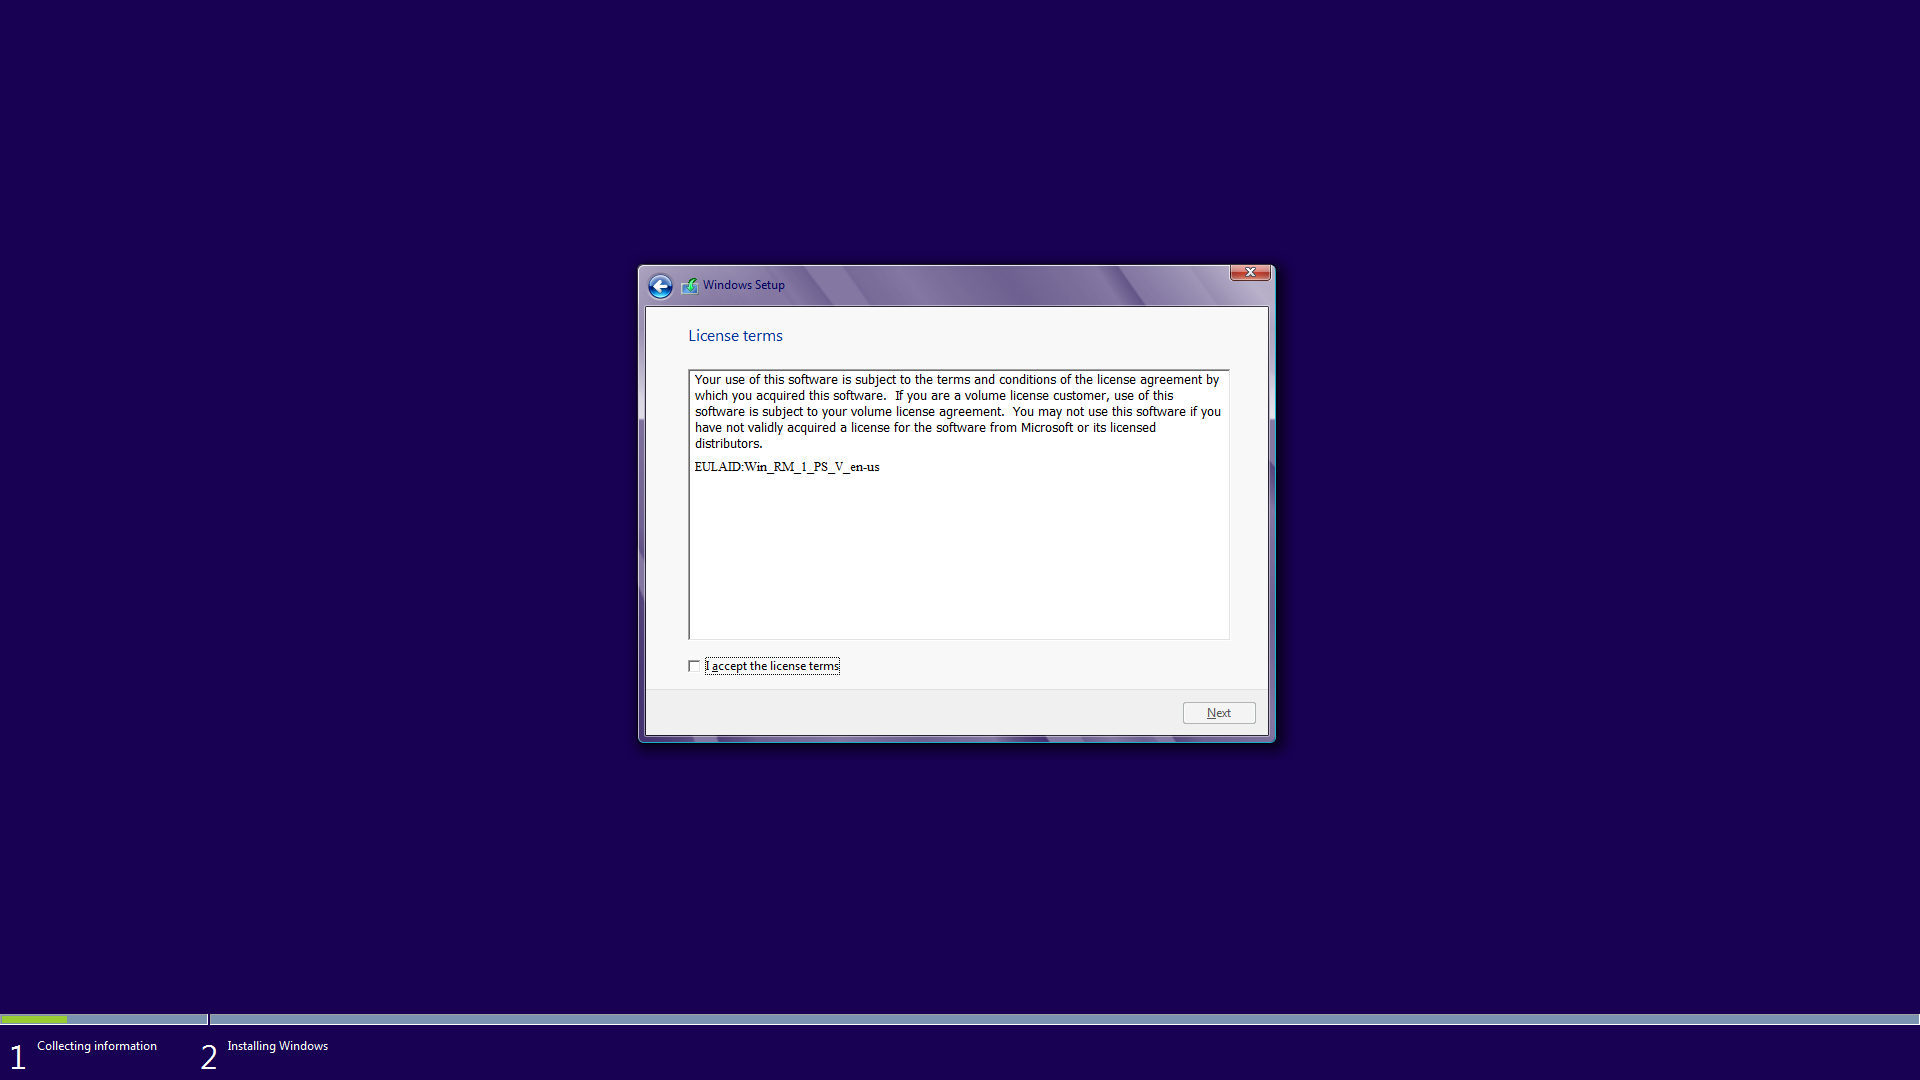 Windows Setup
License terms
Your use of this software is subject to the terms and conditions of the license agreement by
which you acquired this software.  If you are a volume license customer, use of this
software is subject to your volume license agreement.  You may not use this software if you
have not validly acquired a license for the software from Microsoft or its licensed
distributors.
EULAID:Win_RM_1_PS_V_en-us
I accept the license terms
Next
1 Collecting information
2 Installing Windows